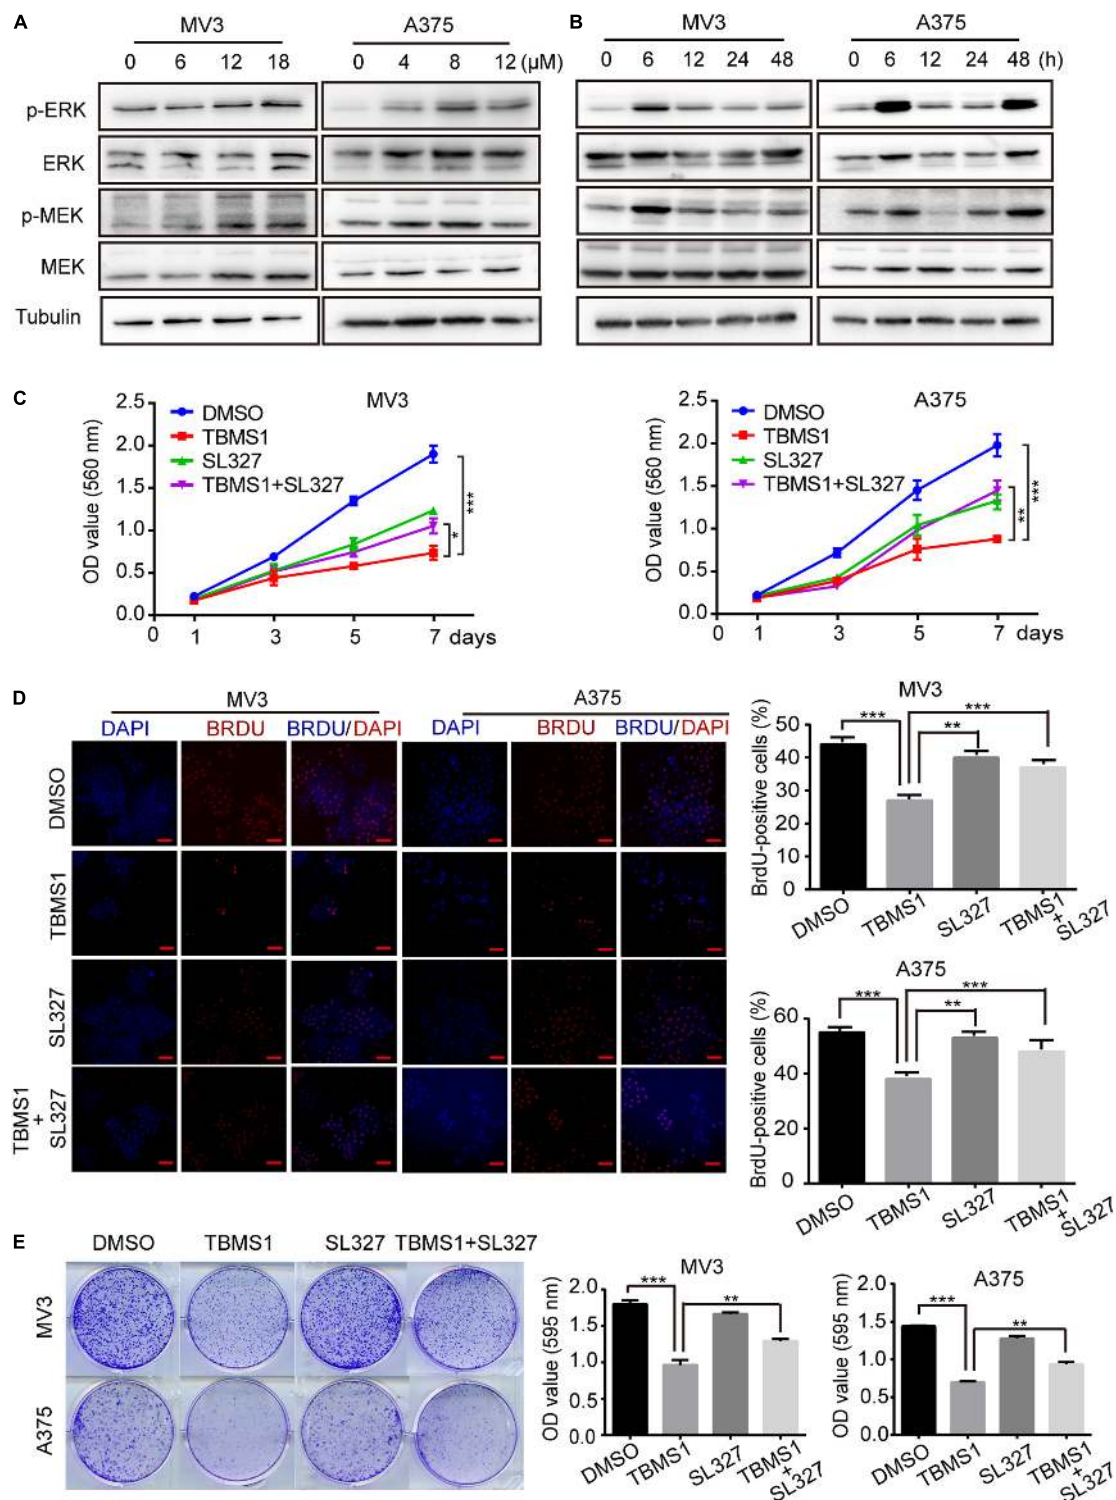 A
MV3
A375
0 6 12 18
0 4 8 12 (μM)
p-ERK
ERK
p-MEK
MEK
Tubulin
B
MV3
A375
0 6 12 24 48
0 6 12 24 48 (h)
C
MV3
OD value (560 nm)
2.5
2.0
1.5
1.0
0.5
0.0
DMSO
TBMS1
SL327
TBMS1+SL327
***
*
0 1 3 5 7 days
A375
OD value (560 nm)
2.5
2.0
1.5
1.0
0.5
0.0
DMSO
TBMS1
SL327
TBMS1+SL327
**
***
0 1 3 5 7 days
D
MV3
A375
DAPI BRDU BRDU/DAPI DAPI BRDU BRDU/DAPI
DMSO
TBMS1
SL327
TBMS1
+
SL327
MV3
BrdU-positive cells (%)
50
40
30
20
10
0
***
**
***
DMSO TBMS1 SL327 TBMS1
+
SL327
A375
BrdU-positive cells (%)
60
40
20
0
***
**
***
DMSO TBMS1 SL327 TBMS1
+
SL327
E
DMSO TBMS1 SL327 TBMS1+SL327
MV3
A375
MV3
OD value (595 nm)
2.0
1.5
1.0
0.5
0.0
***
**
DMSO TBMS1 SL327 TBMS1
+
SL327
A375
OD value (595 nm)
2.0
1.5
1.0
0.5
0.0
***
**
DMSO TBMS1 SL327 TBMS1
+
SL327